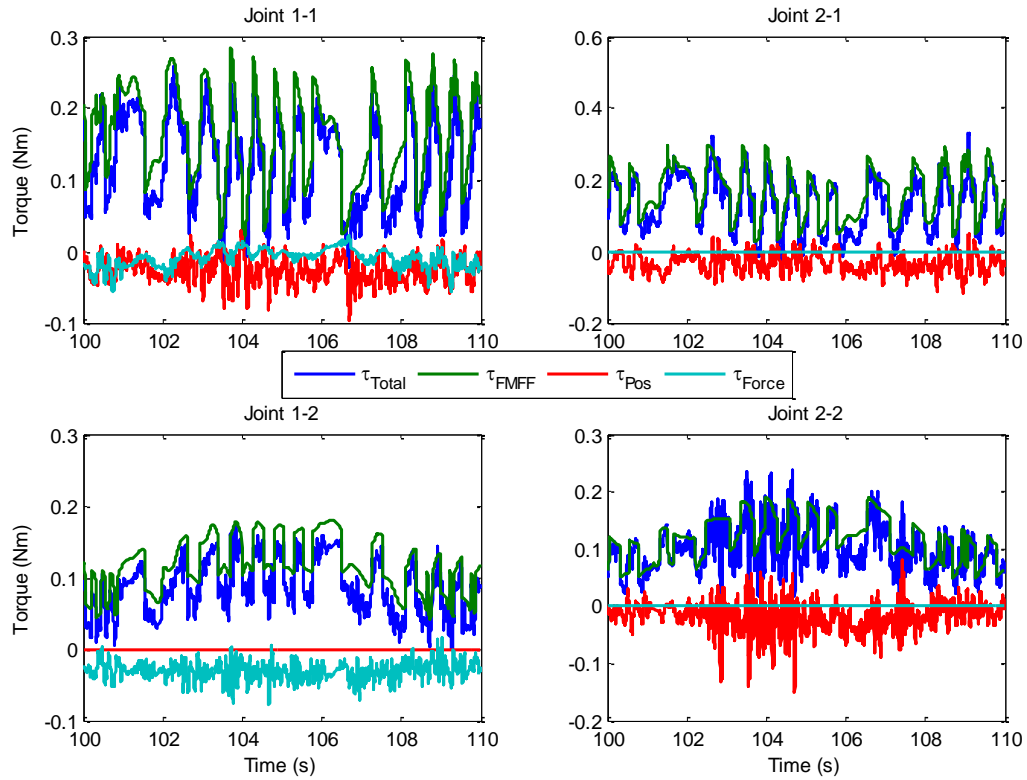 Joint 1-1
Joint 2-1
Torque (Nm)
0.3
0.2
0.1
0
-0.1
100 102 104 106 108 110
0.6
0.4
0.2
0
-0.2
100 102 104 106 108 110
τTotal τFMFF τPos τForce
Joint 1-2
Joint 2-2
Torque (Nm)
0.3
0.2
0.1
0
-0.1
100 102 104 106 108 110
Time (s)
0.3
0.2
0.1
0
-0.1
-0.2
100 102 104 106 108 110
Time (s)